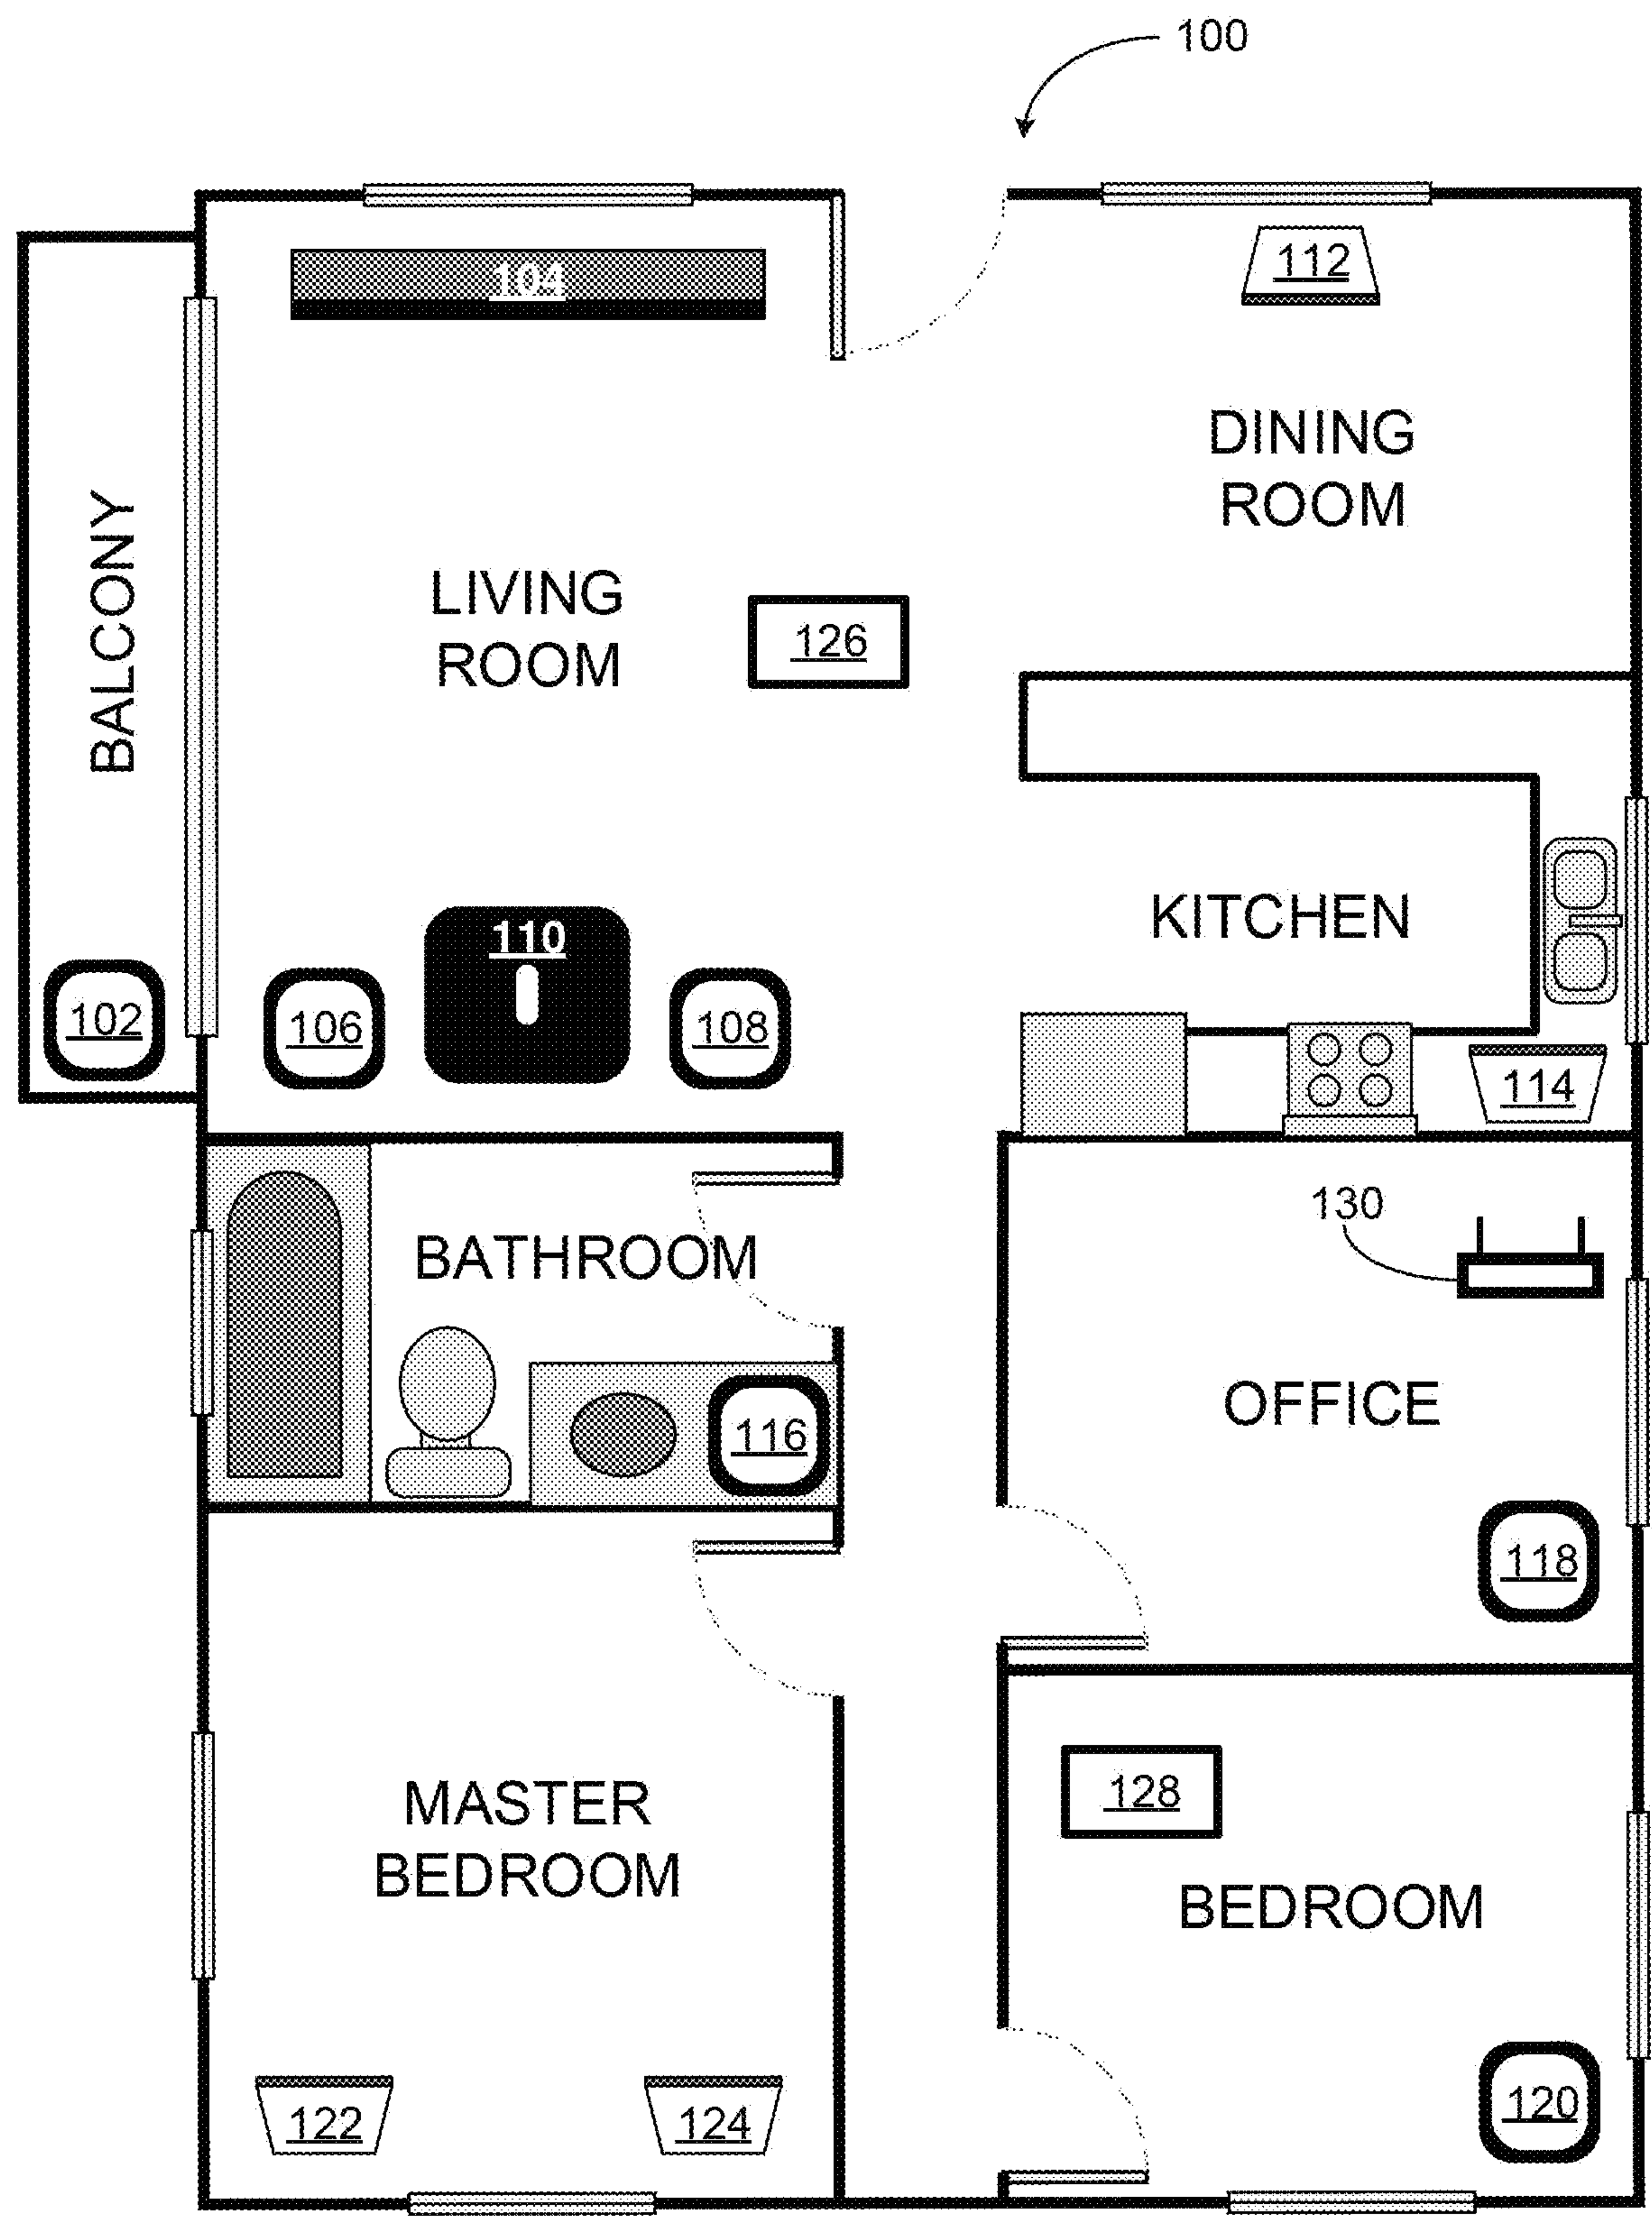 100
104
112
DINING
ROOM
BALCONY
LIVING
ROOM
126
KITCHEN
110
102
106
108
114
130
BATHROOM
OFFICE
116
118
MASTER
BEDROOM
128
BEDROOM
122
124
120